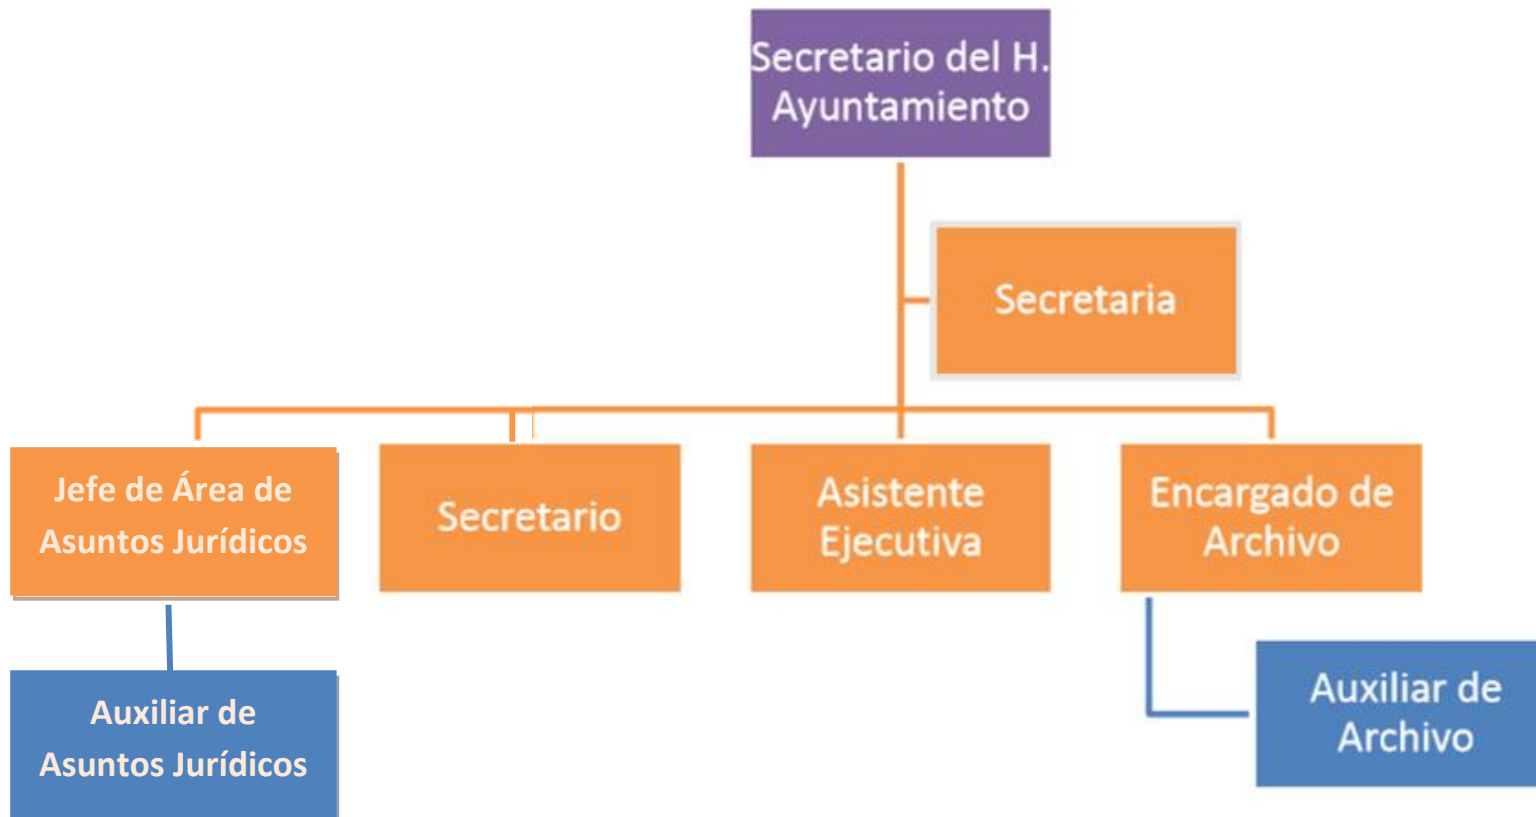 Secretario del H.
Ayuntamiento
Secretaria
Jefe de Área de
Asuntos Jurídicos
Secretario
Asistente
Ejecutiva
Encargado de
Archivo
Auxiliar de
Asuntos Jurídicos
Auxiliar de
Archivo